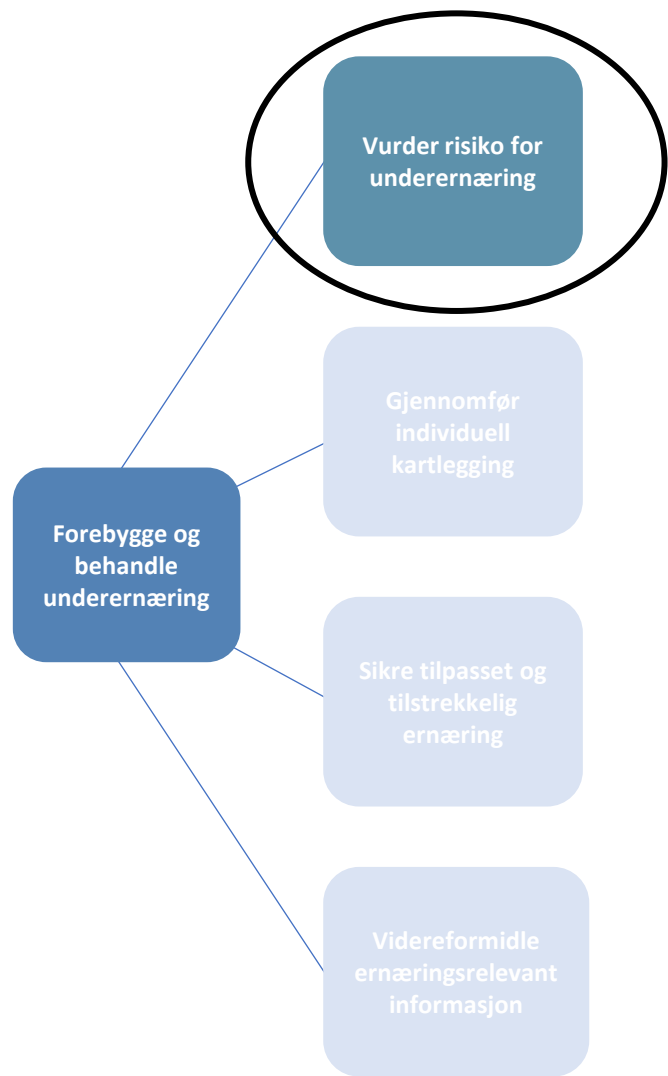 Vurder risiko for
underernæring
Gjennomfør
individuell
kartlegging
Forebygge og
behandle
underernæring
Sikre tilpasset og
tilstrekkelig
ernæring
Videreformidle
ernæringsrelevant
informasjon